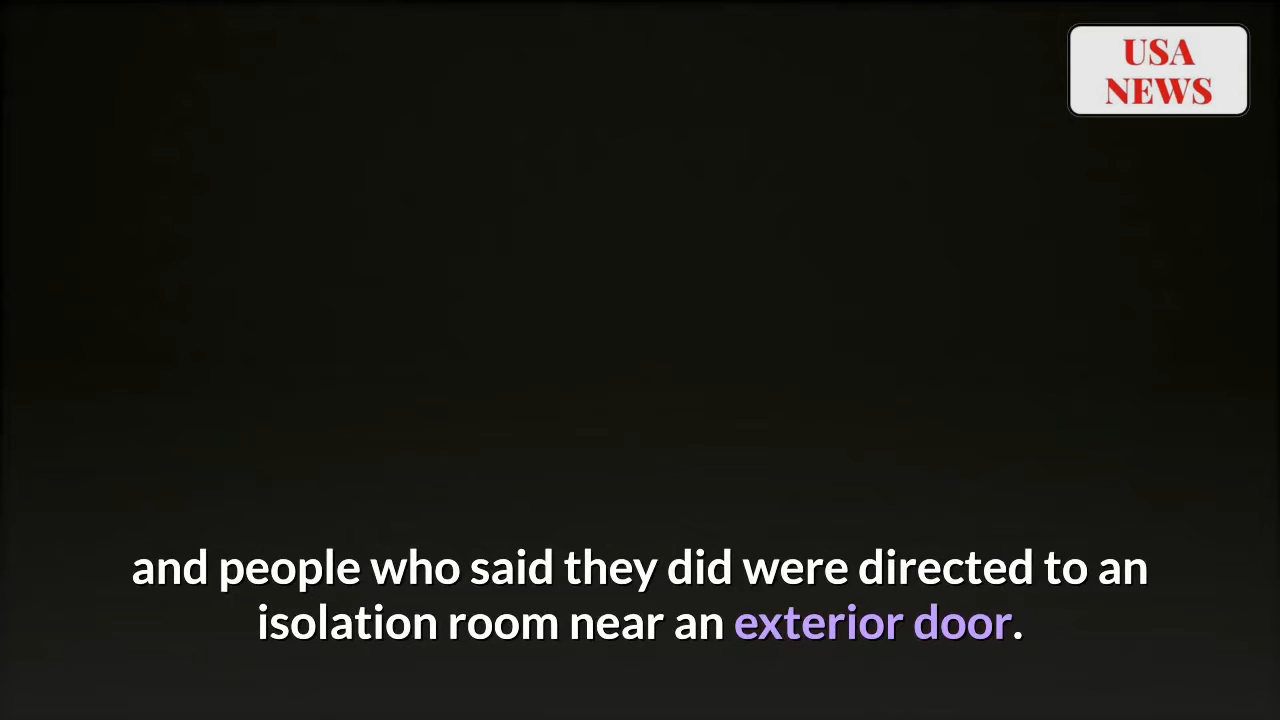 USA
NEWS
and people who said they did were directed to an
isolation room near an exterior door.